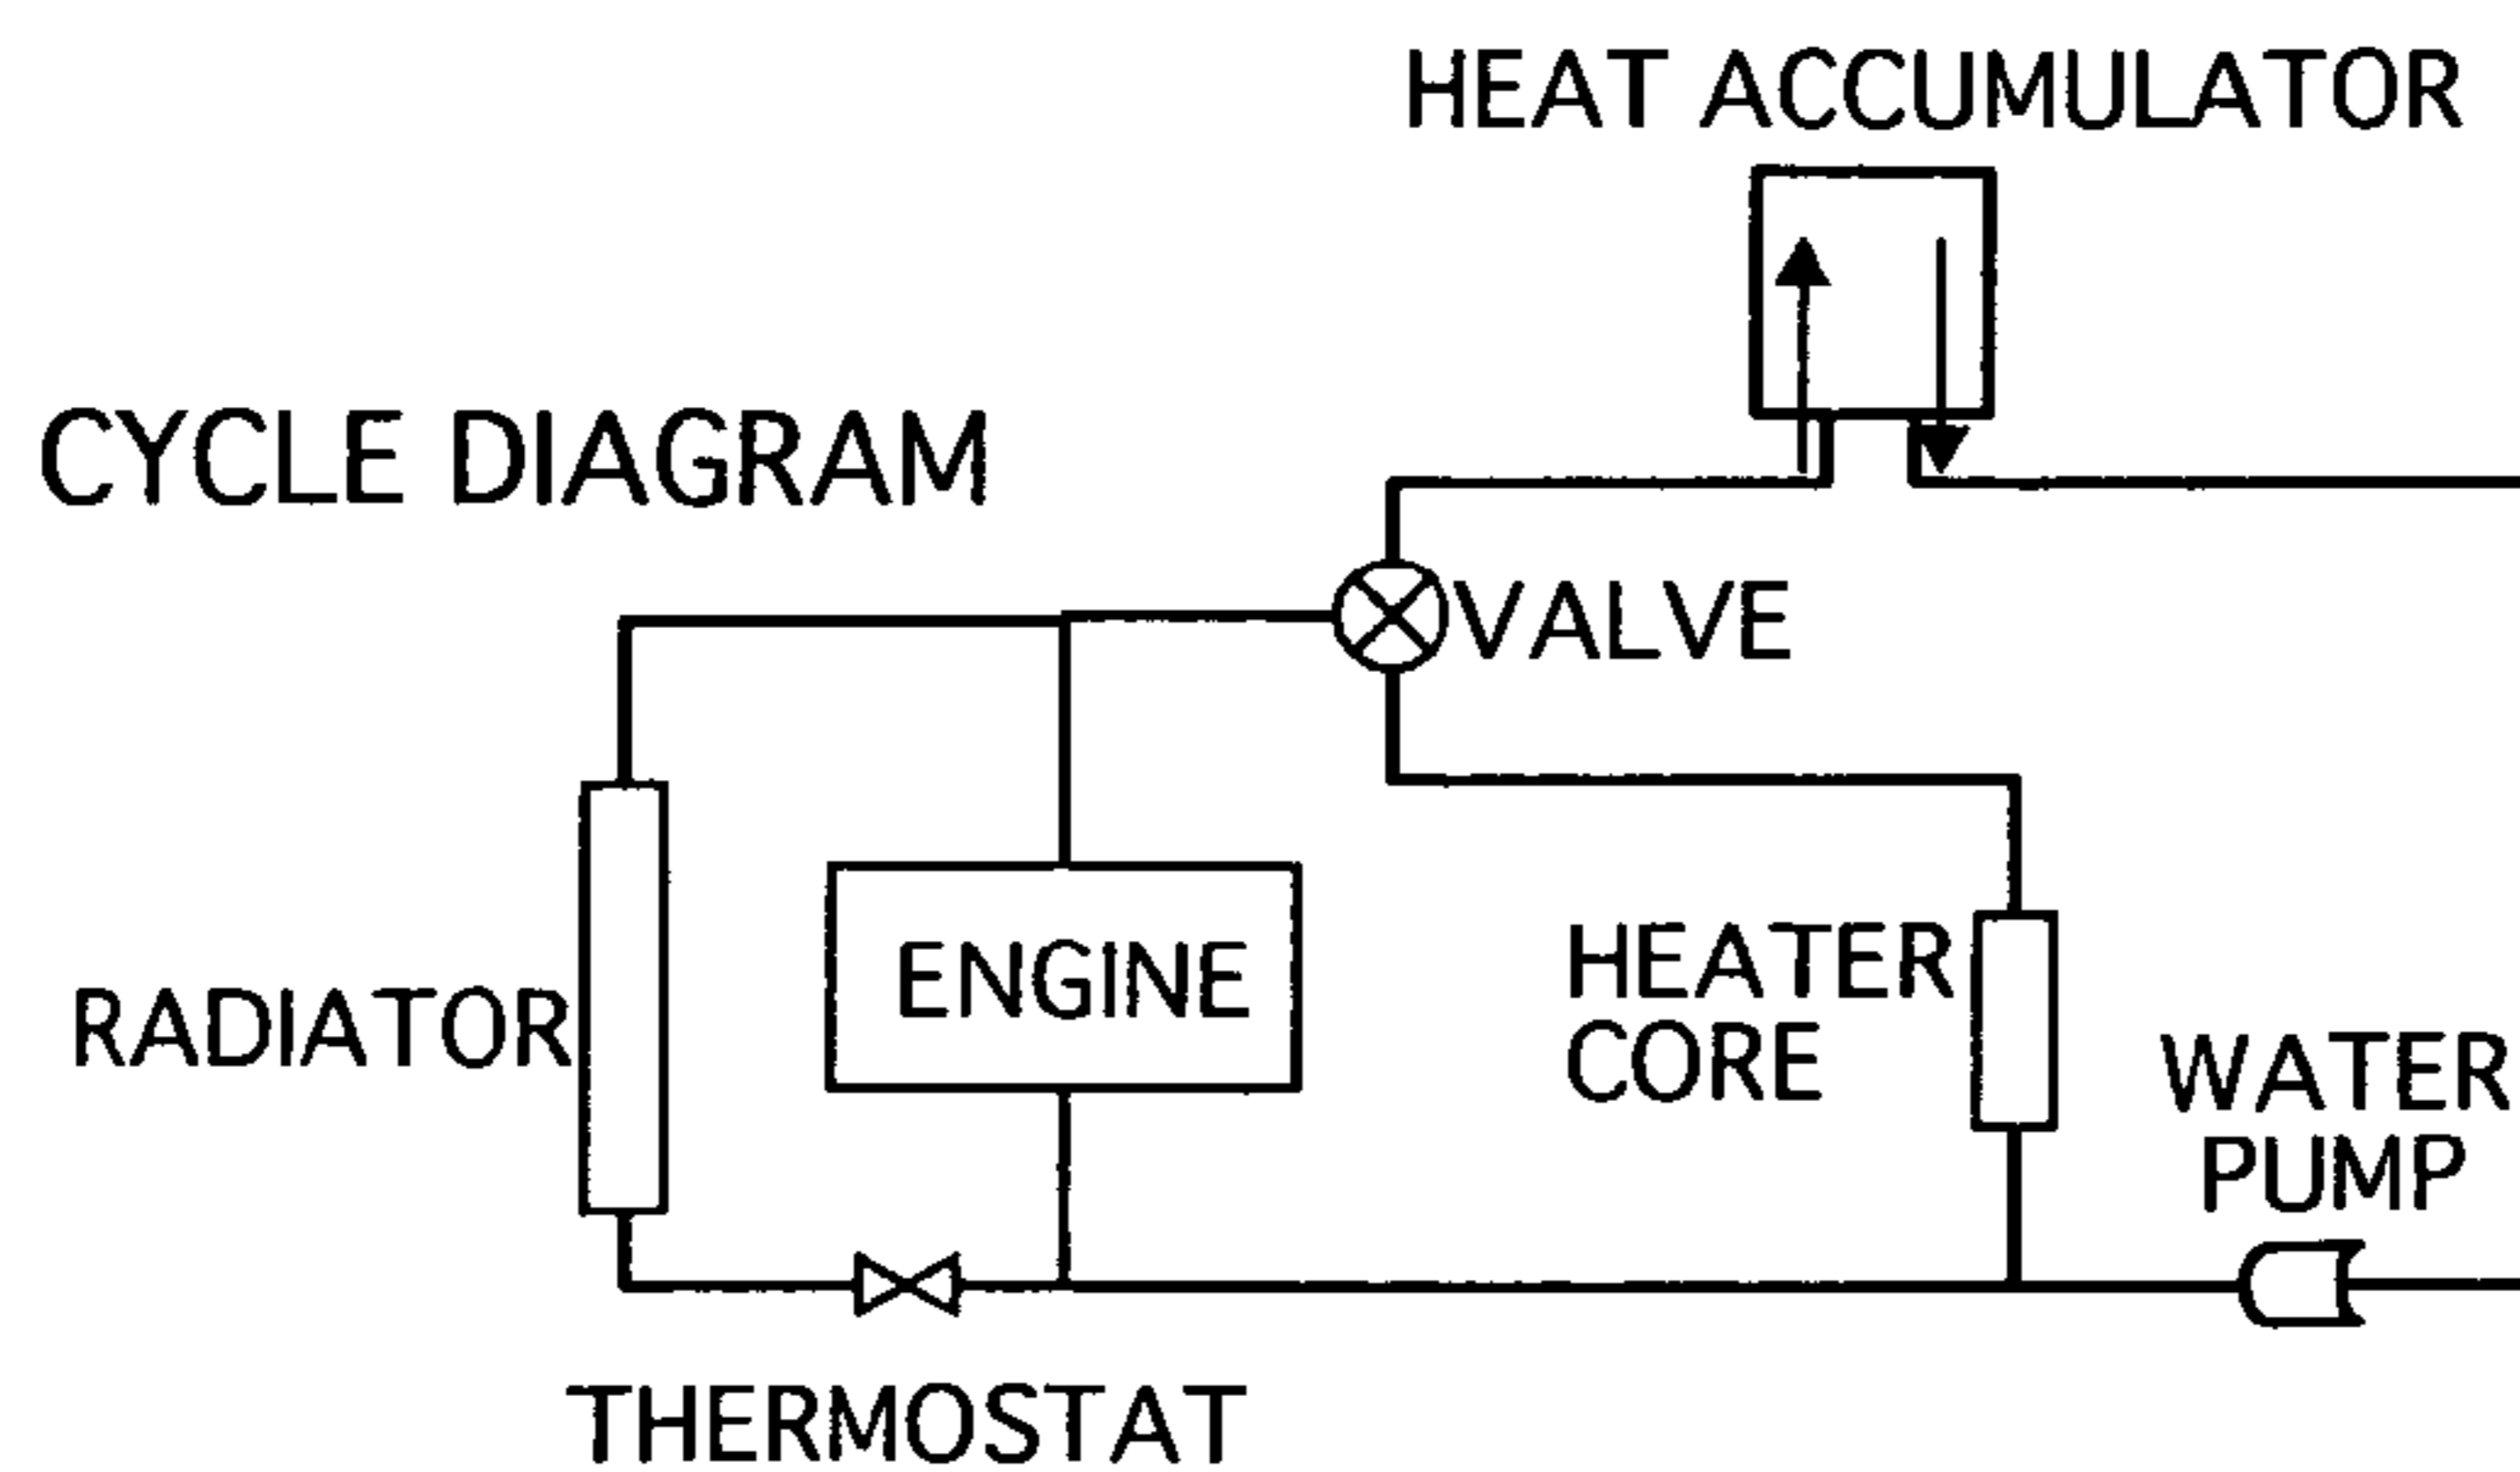 HEAT ACCUMULATOR
CYCLE DIAGRAM
VALVE
ENGINE
HEATER
CORE
RADIATOR
WATER
PUMP
THERMOSTAT